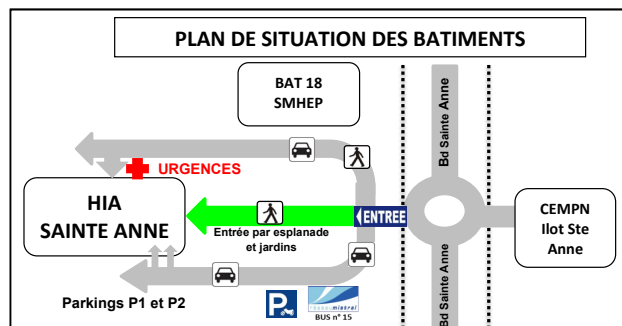 PLAN DE SITUATION DES BATIMENTS
BAT 18
SMHEP
Bd Sainte Anne
URGENCES
HIA
SAINTE ANNE
ENTREE
Entrée par esplanade
et jardins
CEMPN
Ilot Ste
Anne
Bd Sainte Anne
Parkings P1 et P2
P
réseaumistral
BUS n° 15